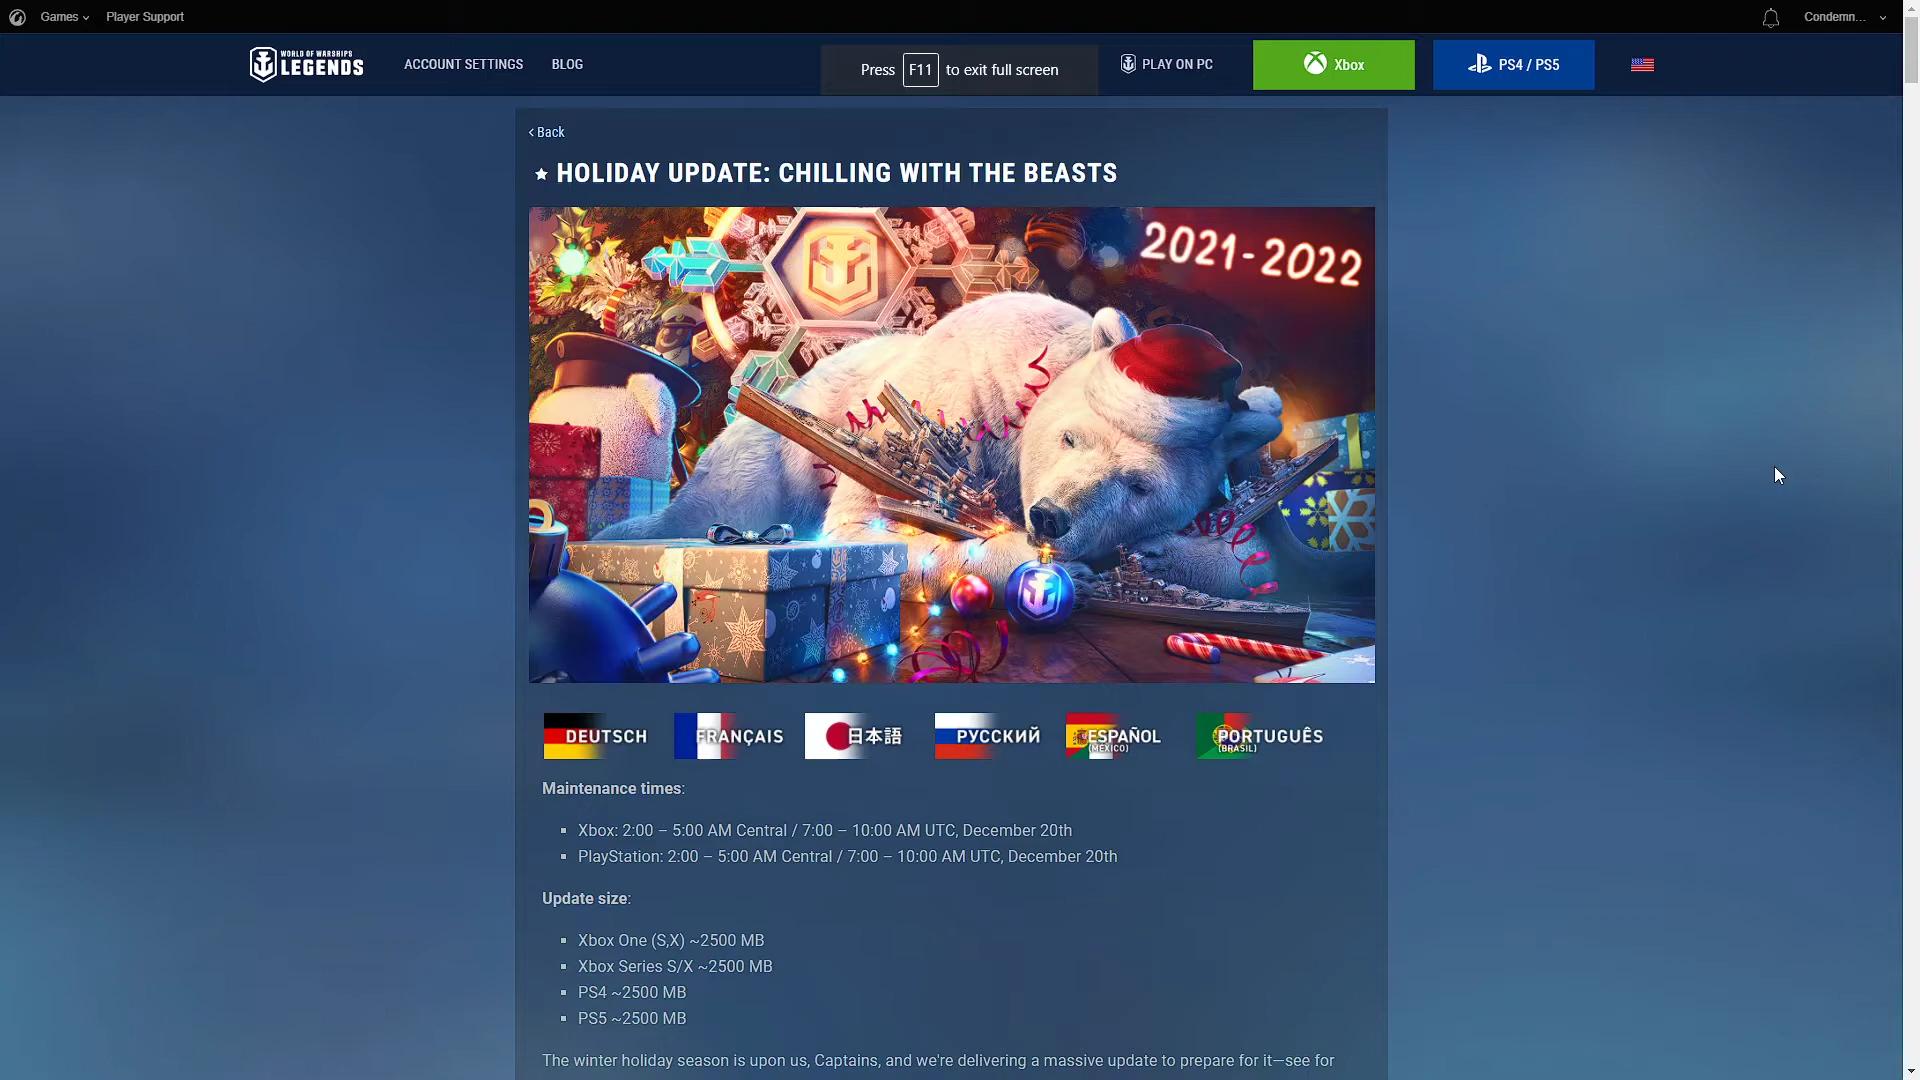 Games
Player Support
Condemn...
WORLD OF WARSHIPS
LEGENDS
ACCOUNT SETTINGS
BLOG
Press F11 to exit full screen
PLAY ON PC
Xbox
PS4 / PS5
< Back
HOLIDAY UPDATE: CHILLING WITH THE BEASTS
2021-2022
DEUTSCH
FRANÇAIS
日本語
РУССКИЙ
ESPAÑOL
(MÉXICO)
PORTUGUÊS
(BRASIL)
Maintenance times:
▪ Xbox: 2:00 – 5:00 AM Central / 7:00 – 10:00 AM UTC, December 20th
▪ PlayStation: 2:00 – 5:00 AM Central / 7:00 – 10:00 AM UTC, December 20th
Update size:
▪ Xbox One (S,X) ~2500 MB
▪ Xbox Series S/X ~2500 MB
▪ PS4 ~2500 MB
▪ PS5 ~2500 MB
The winter holiday season is upon us, Captains, and we're delivering a massive update to prepare for it—see for